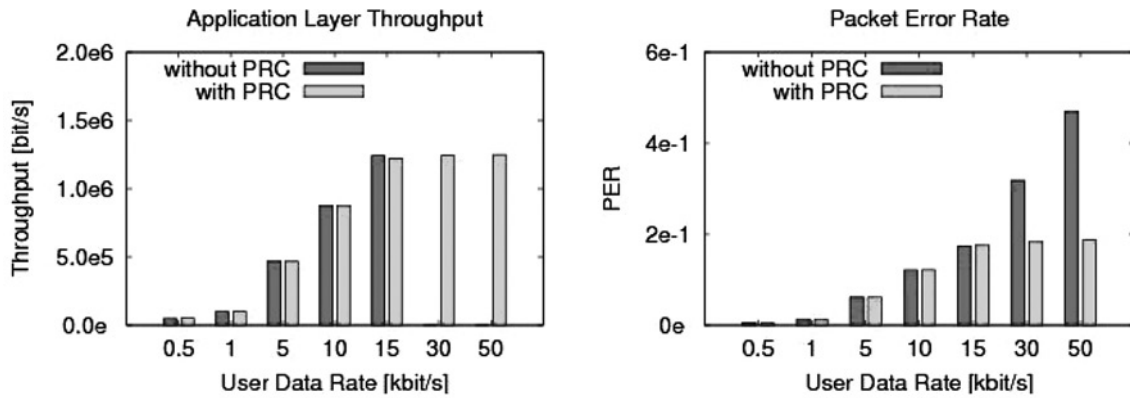 Application Layer Throughput
2.0e6
without PRC
with PRC
1.5e6
1.0e6
5.0e5
0.0e
Throughput [bit/s]
0.5 1 5 10 15 30 50
User Data Rate [kbit/s]
Packet Error Rate
6e-1
without PRC
with PRC
4e-1
2e-1
0e
PER
0.5 1 5 10 15 30 50
User Data Rate [kbit/s]